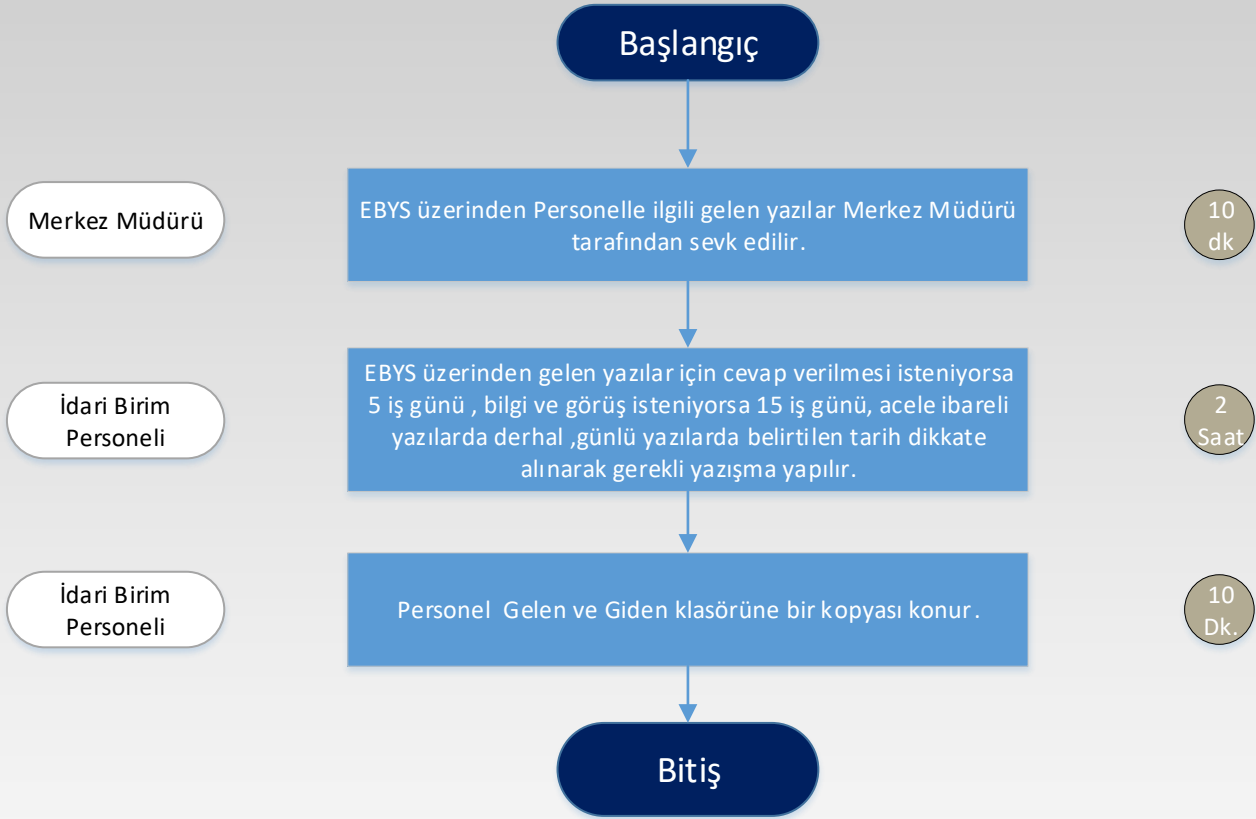 Başlangıç
Merkez Müdürü
EBYS üzerinden Personelle ilgili gelen yazılar Merkez Müdürü
tarafından sevk edilir.
10
dk
İdari Birim
Personeli
EBYS üzerinden gelen yazılar için cevap verilmesi isteniyorsa
5 iş günü , bilgi ve görüş isteniyorsa 15 iş günü, acele ibareli
yazılarda derhal ,günlü yazılarda belirtilen tarih dikkate
alınarak gerekli yazışma yapılır.
2
Saat
İdari Birim
Personeli
Personel Gelen ve Giden klasörüne bir kopyası konur.
10
Dk.
Bitiş